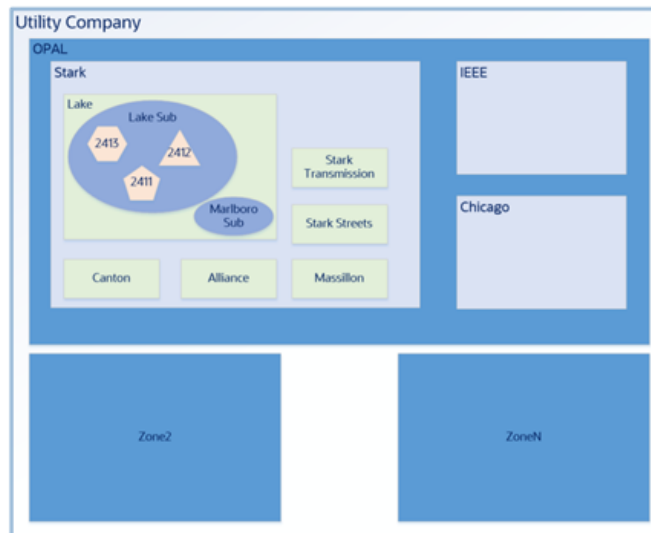 Utility Company
OPAL
Stark
IEEE
Lake
Lake Sub
2413
2412
2411
Stark
Transmission
Marlboro
Sub
Stark Streets
Chicago
Canton
Alliance
Massillon
Zone2
ZoneN